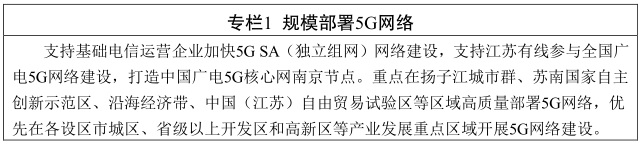 专栏1 规模部署5G网络
支持基础电信运营企业加快5G SA（独立组网）网络建设，支持江苏有线参与全国广
电5G网络建设，打造中国广电5G核心网南京节点。重点在扬子江城市群、苏南国家自主
创新示范区、沿海经济带、中国（江苏）自由贸易试验区等区域高质量部署5G网络，优
先在各设区市城区、省级以上开发区和高新区等产业发展重点区域开展5G网络建设。